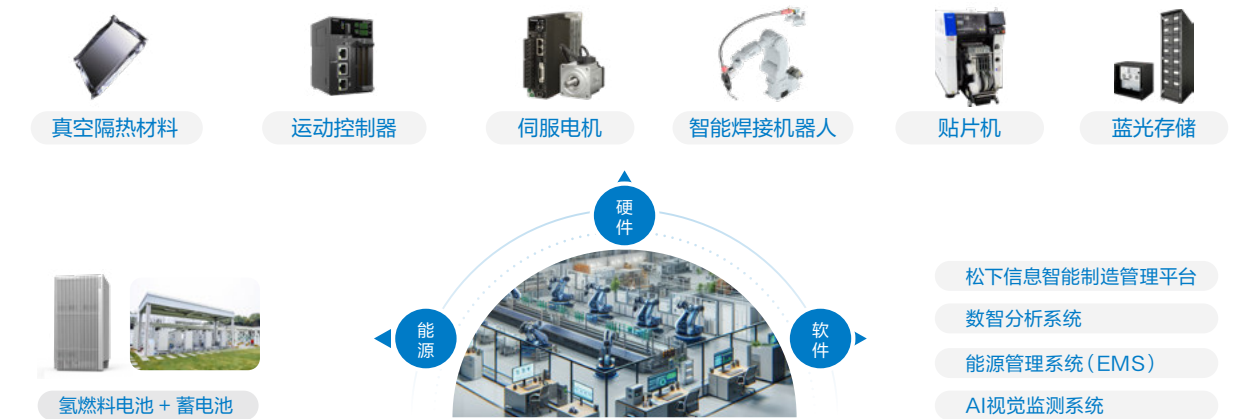 真空隔热材料
运动控制器
伺服电机
智能焊接机器人
贴片机
蓝光存储
硬件
能源
软件
氢燃料电池 + 蓄电池
松下信息智能制造管理平台
数智分析系统
能源管理系统（EMS）
AI视觉监测系统